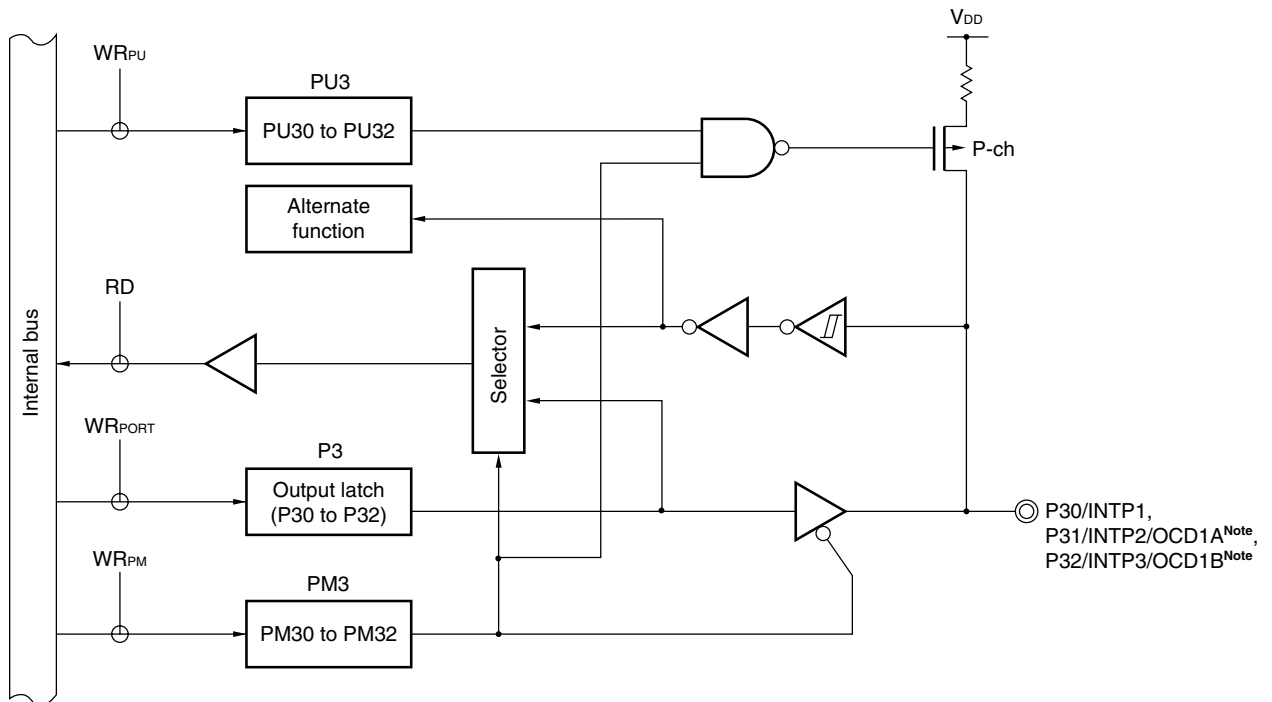 VDD
WRPU
PU3
PU30 to PU32
P-ch
Alternate
function
RD
Internal bus
Selector
WRPORT
P3
Output latch
(P30 to P32)
P30/INTP1,
P31/INTP2/OCD1ANote,
P32/INTP3/OCD1BNote
WRPM
PM3
PM30 to PM32